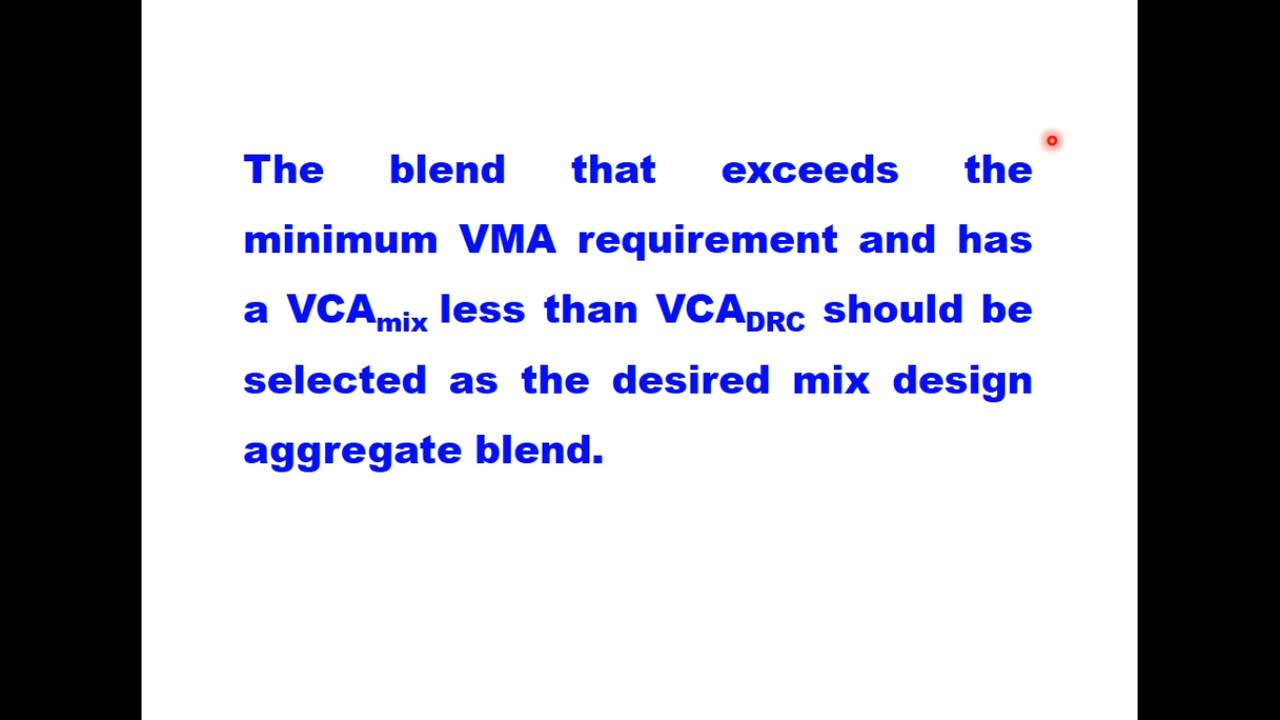 The blend that exceeds the
minimum VMA requirement and has
a VCAmix less than VCADRC should be
selected as the desired mix design
aggregate blend.